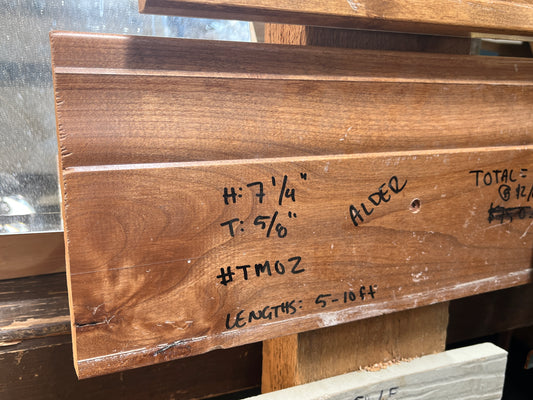 H: 7 1/4"
T: 5/8"
#TM02
LENGTHS: 5-10ft
ALDER
TOTAL =